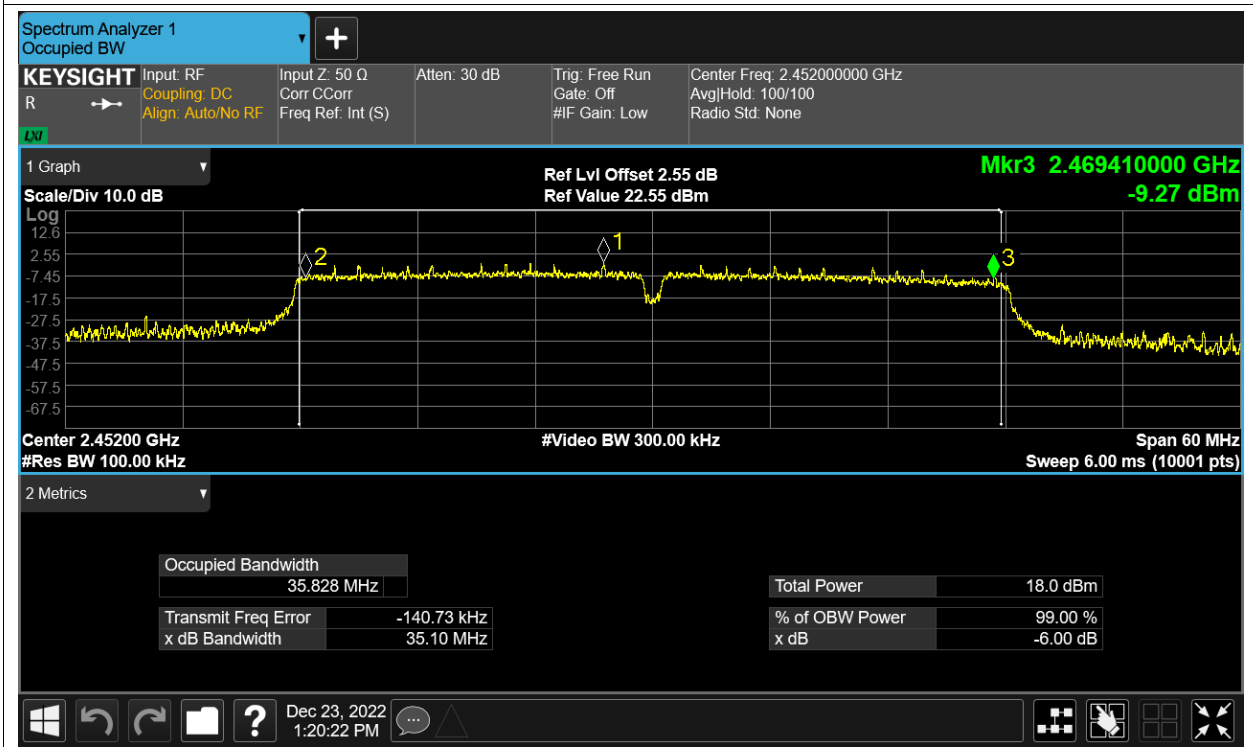 Spectrum Analyzer 1
Occupied BW
KEYSIGHT
R
LXI
Input: RF
Coupling: DC
Align: Auto/No RF
Input Z: 50 Ω
Corr CCorr
Freq Ref: Int (S)
Atten: 30 dB
Trig: Free Run
Gate: Off
#IF Gain: Low
Center Freq: 2.452000000 GHz
Avg|Hold: 100/100
Radio Std: None
1 Graph
Scale/Div 10.0 dB
Ref Lvl Offset 2.55 dB
Ref Value 22.55 dBm
Mkr3 2.469410000 GHz
-9.27 dBm
Log
12.6
2.55
-7.45
-17.5
-27.5
-37.5
-47.5
-57.5
-67.5
2
1
3
Center 2.45200 GHz
#Video BW 300.00 kHz
Span 60 MHz
#Res BW 100.00 kHz
Sweep 6.00 ms (10001 pts)
2 Metrics
Occupied Bandwidth
35.828 MHz
Transmit Freq Error -140.73 kHz
x dB Bandwidth 35.10 MHz
Total Power 18.0 dBm
% of OBW Power 99.00 %
x dB -6.00 dB
?
Dec 23, 2022
1:20:22 PM